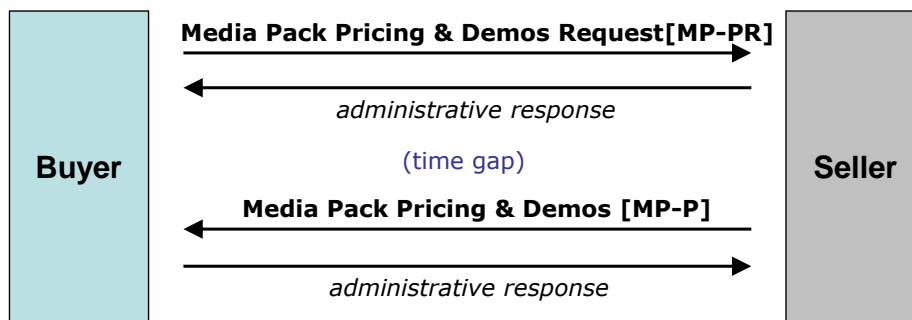 Media Pack Pricing & Demos Request[MP-PR]
administrative response
Buyer
(time gap)
Seller
Media Pack Pricing & Demos [MP-P]
administrative response